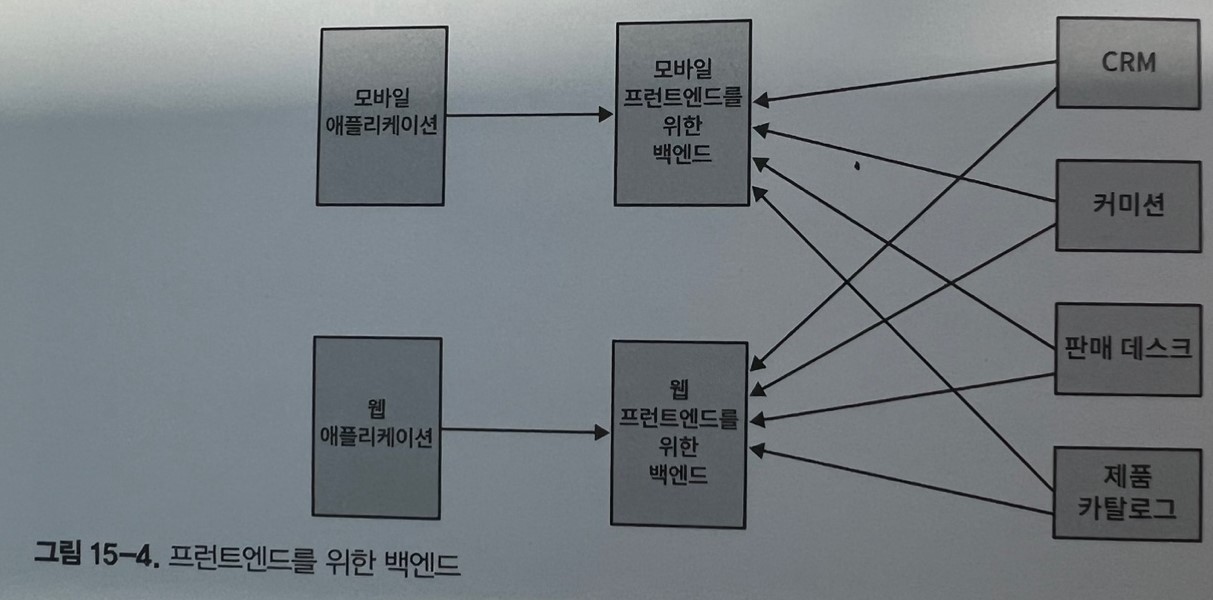 모바일
애플리케이션
모바일
프런트엔드를
위한
백엔드
CRM
커미션
판매 데스크
제품
카탈로그
웹
애플리케이션
웹
프런트엔드를
위한
백엔드
그림 15-4. 프런트엔드를 위한 백엔드